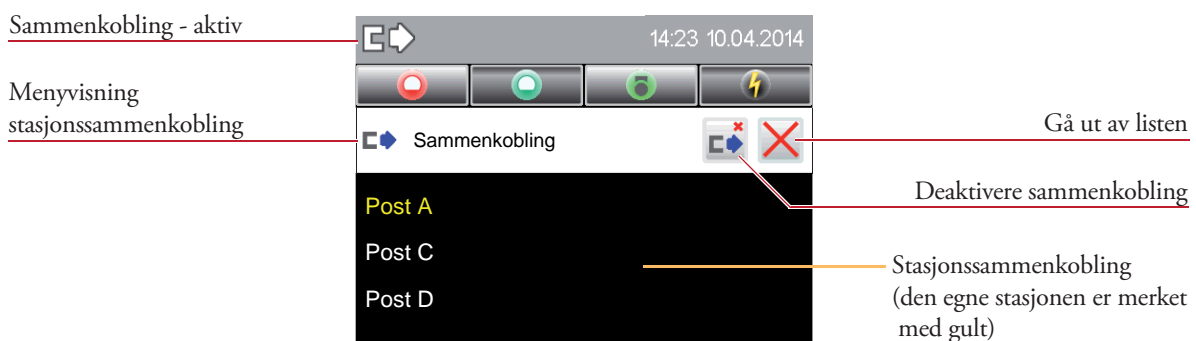 Sammenkobling - aktiv
14:23 10.04.2014
Menyvisning
stasjonssammenkobling
Sammenkobling
Gå ut av listen
Deaktivere sammenkobling
Post A
Post C
Post D
Stasjonssammenkobling
(den egne stasjonen er merket
med gult)